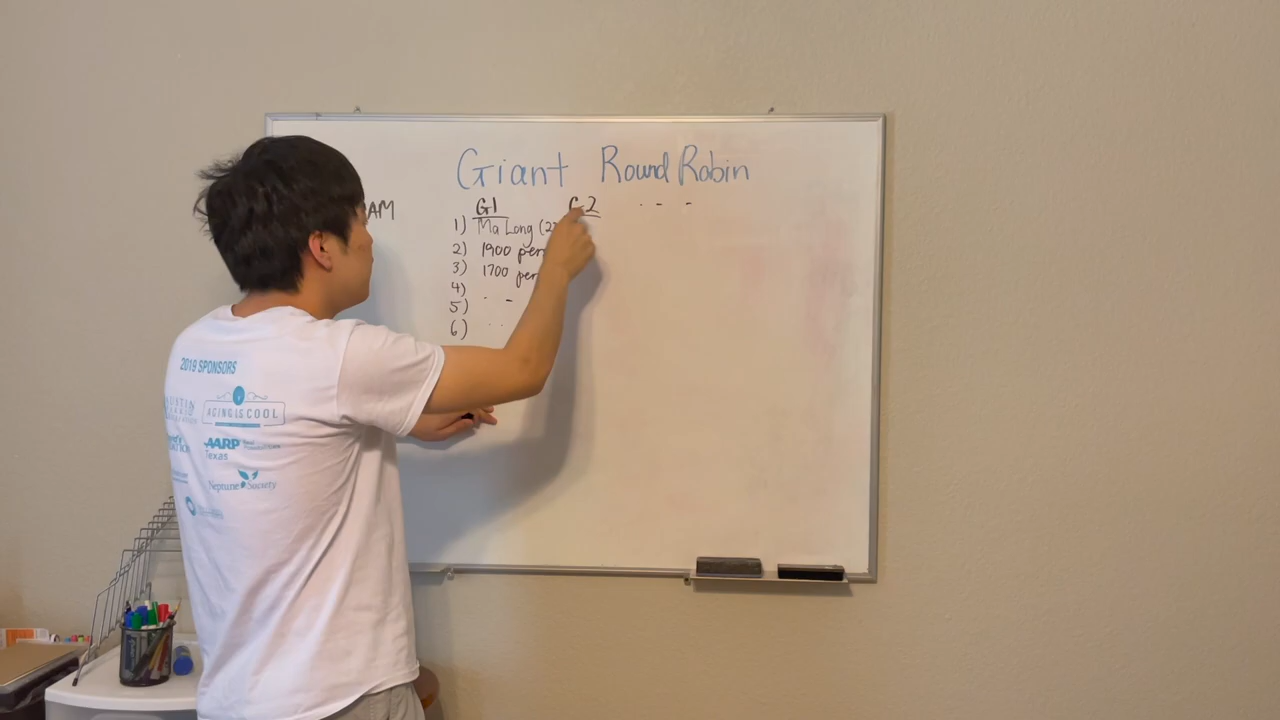 Giant Round Robin
AM
G1 G2 . - -
1) Ma Long (27
2) 1900 per
3) 1700 per
4)
5) . -
6) . .
2019 SPONSORS
AGING IS COOL
AARP
Texas
Neptune Society